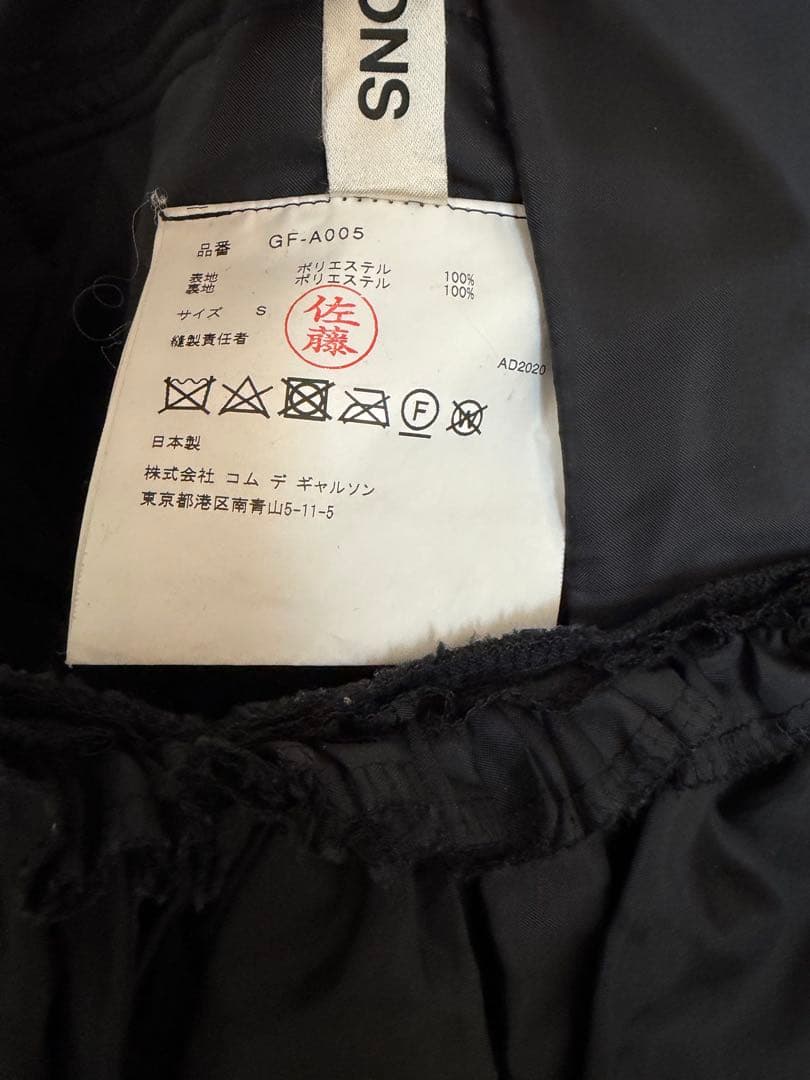 ONS
品番 GF-A005
表地 ポリエステル 100%
裏地 ポリエステル 100%
サイズ S
縫製責任者
佐藤
AD2020
F
W
日本製
株式会社 コム デ ギャルソン
東京都港区南青山5-11-5